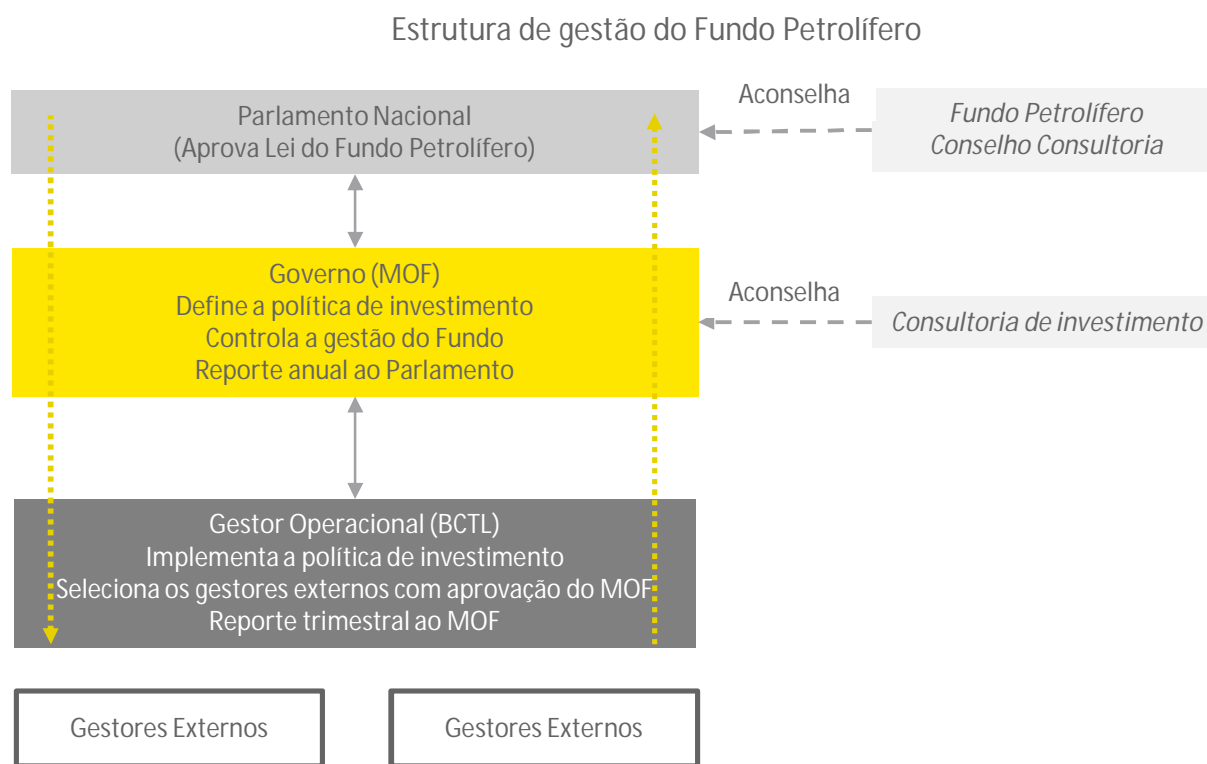 Estrutura de gestão do Fundo Petrolífero
Parlamento Nacional
(Aprova Lei do Fundo Petrolífero)
Aconselha
Fundo Petrolífero
Conselho Consultoria
Governo (MOF)
Define a política de investimento
Controla a gestão do Fundo
Reporte anual ao Parlamento
Aconselha
Consultoria de investimento
Gestor Operacional (BCTL)
Implementa a política de investimento
Seleciona os gestores externos com aprovação do MOF
Reporte trimestral ao MOF
Gestores Externos
Gestores Externos